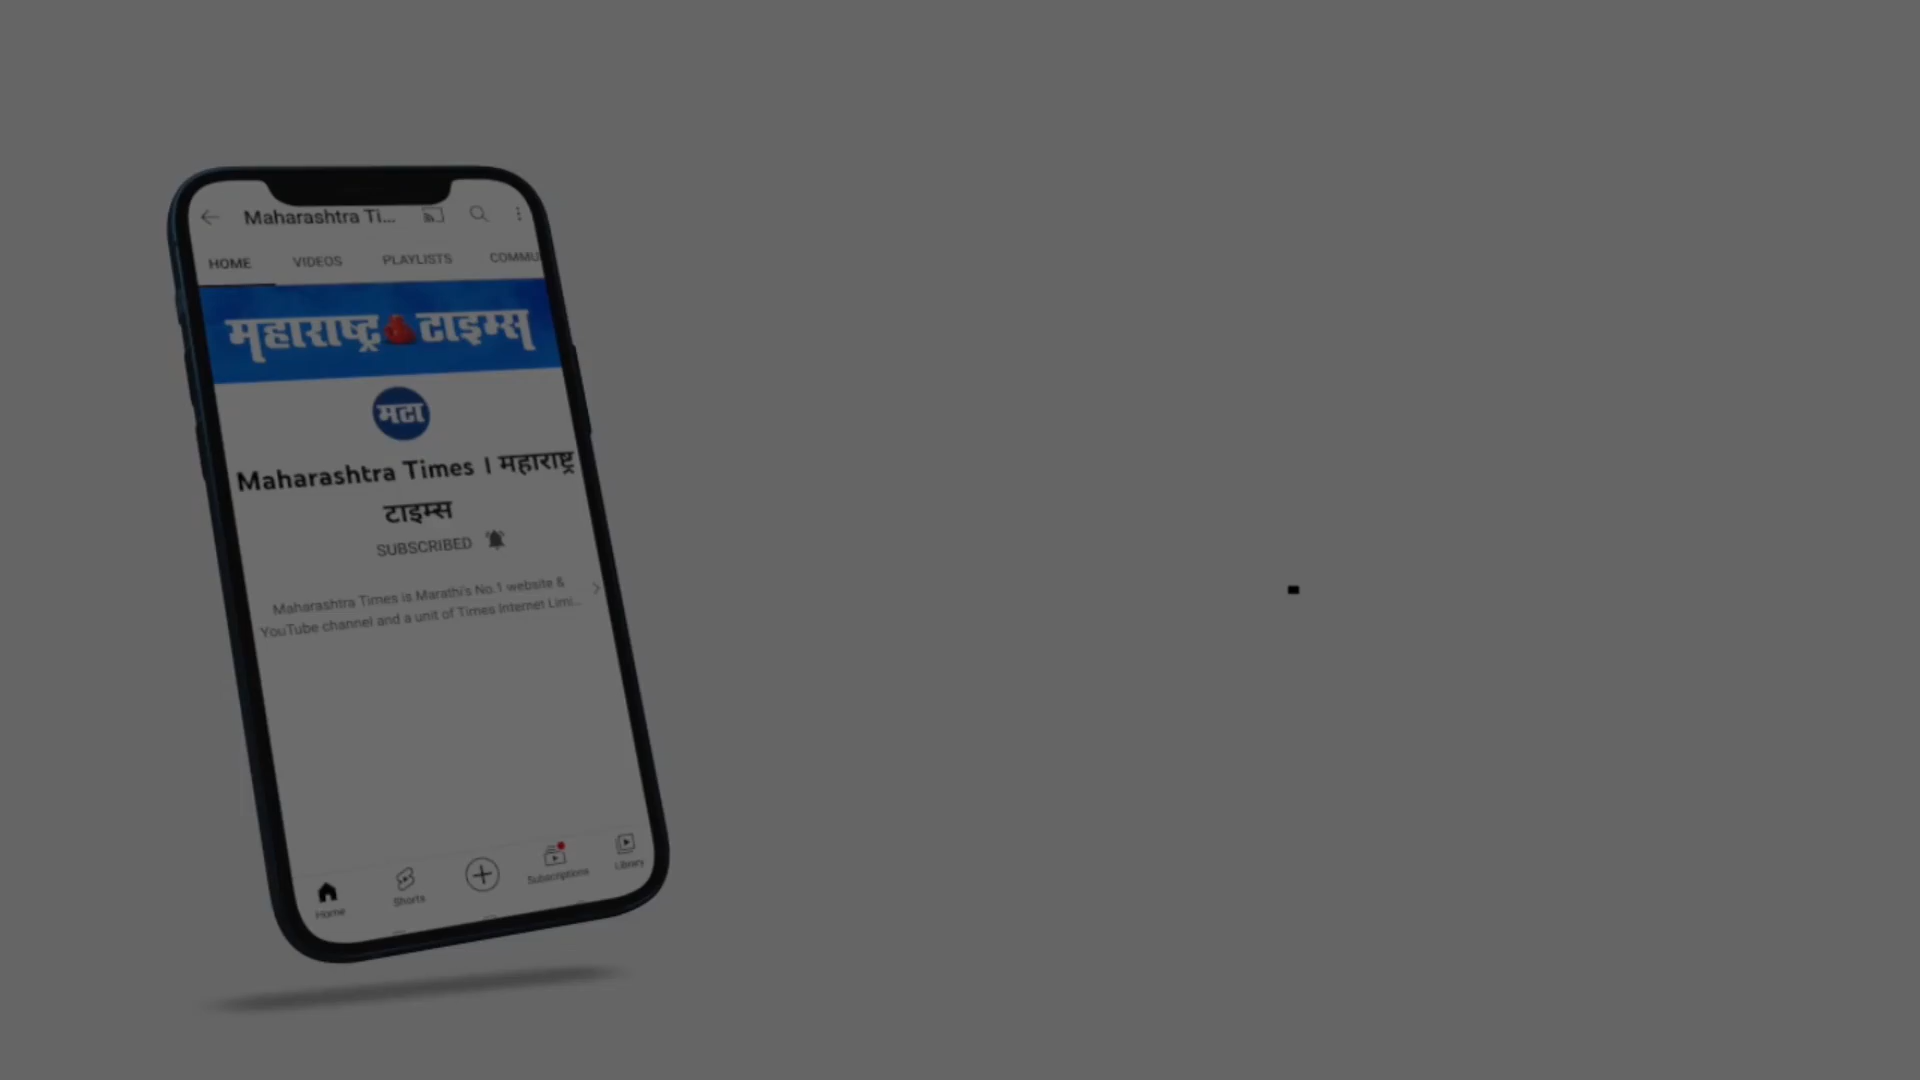 Maharashtra Ti...
HOME VIDEOS PLAYLISTS COMMU
महाराष्ट्र टाइम्स
मटा
Maharashtra Times । महाराष्ट्र
टाइम्स
SUBSCRIBED
Maharashtra Times is Marathi's No.1 website &
YouTube channel and a unit of Times Internet Limi...
Home Shorts Subscriptions Library